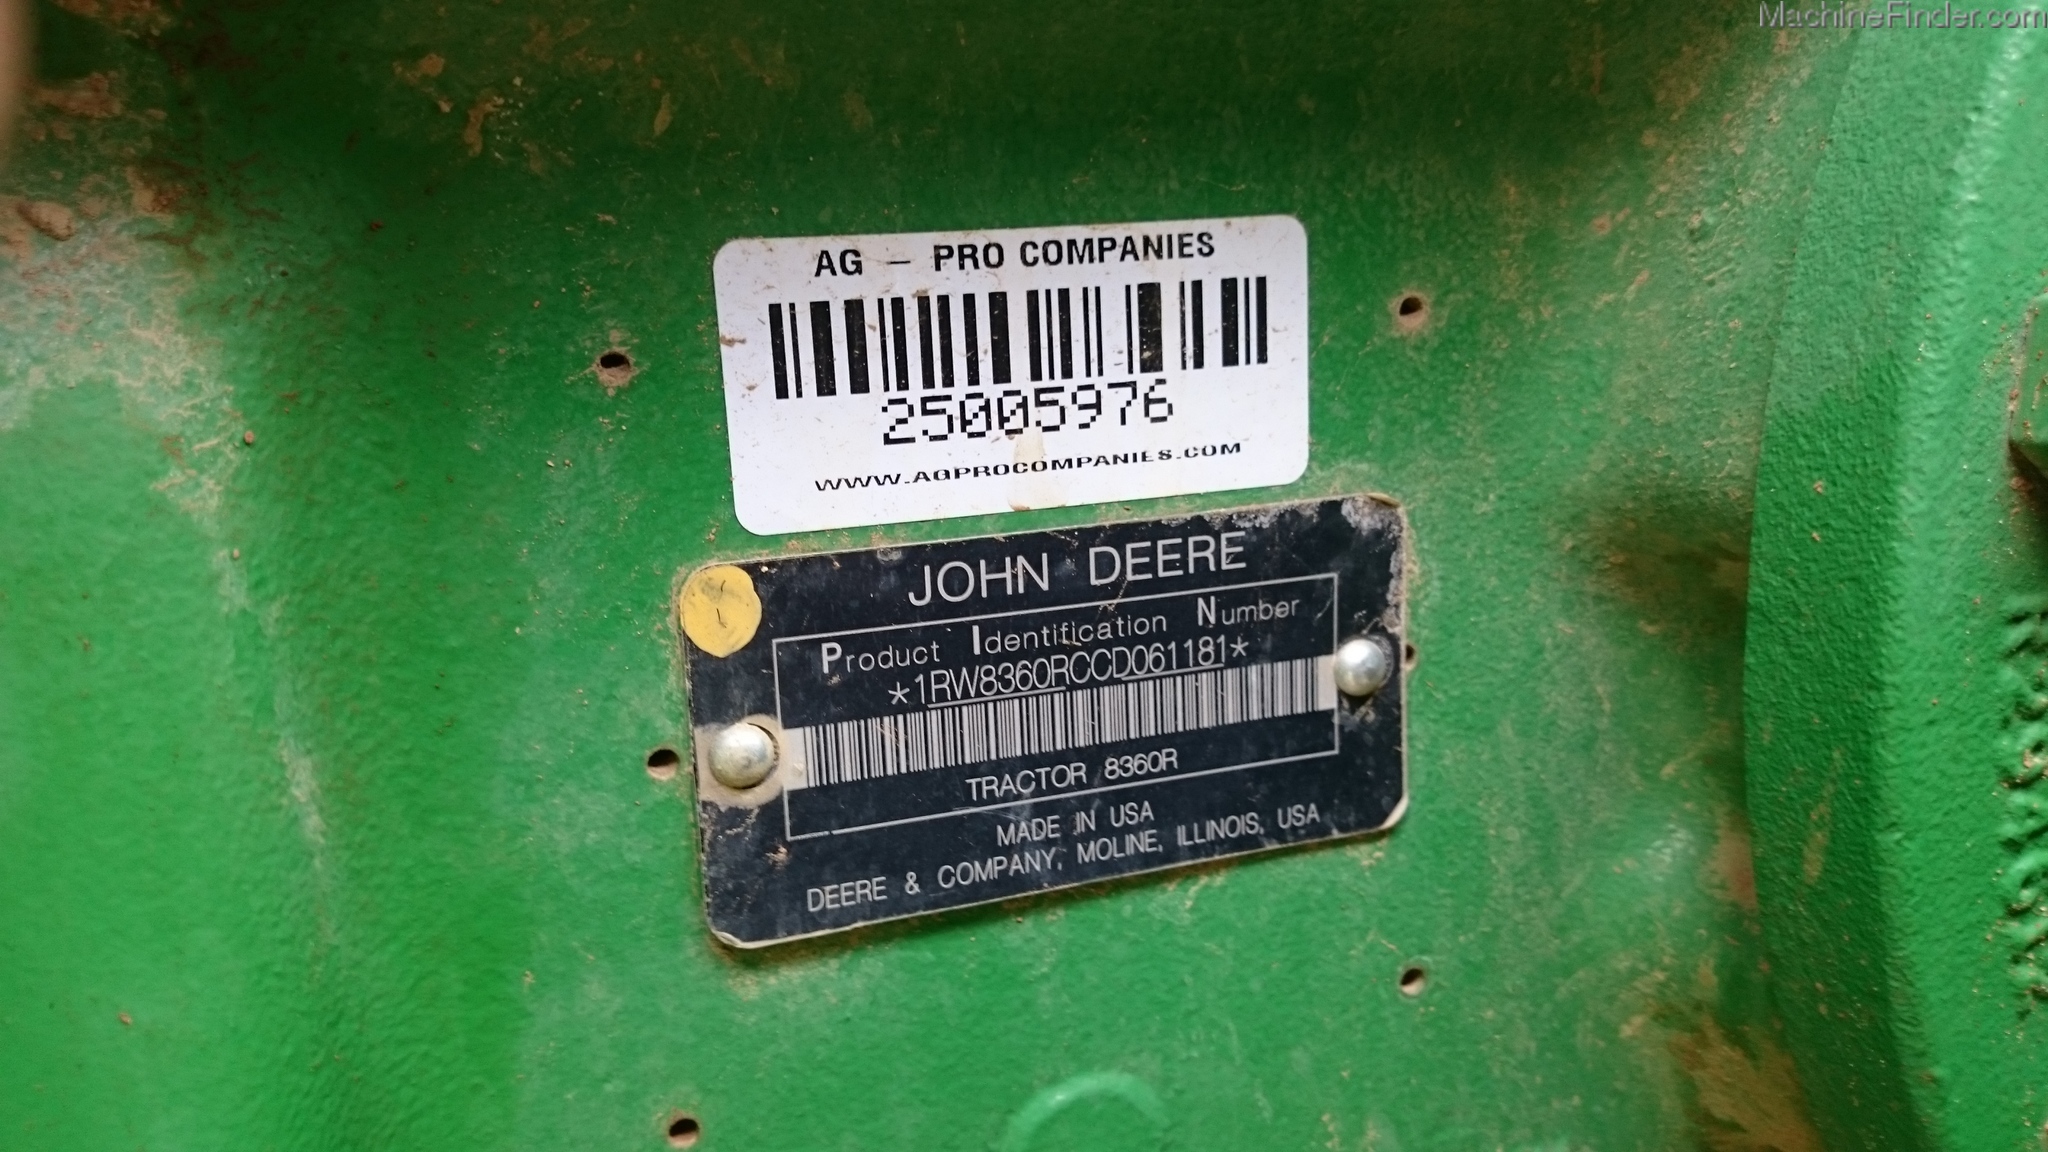 MachineFinder.com
AG – PRO COMPANIES
25005976
WWW.AGPROCOMPANIES.COM
JOHN DEERE
Product Identification Number
*1RW8360RCCD061181*
TRACTOR 8360R
MADE IN USA
DEERE & COMPANY, MOLINE, ILLINOIS, USA